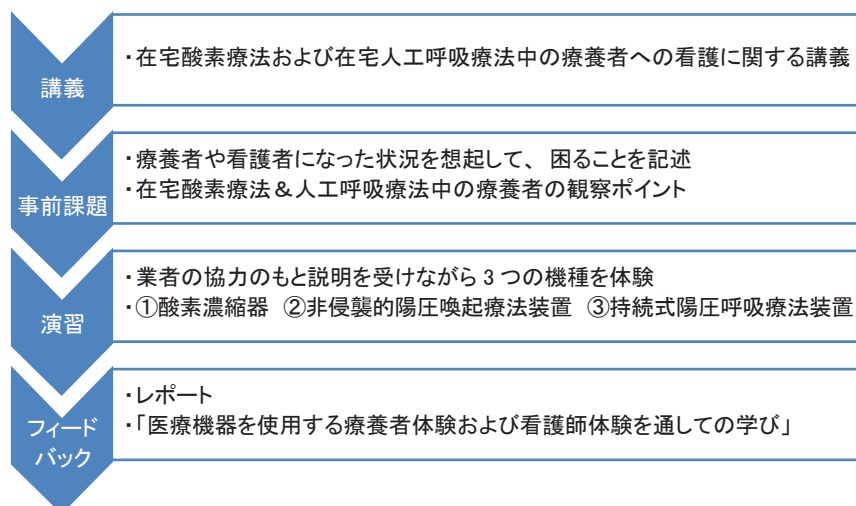 講義
・在宅酸素療法および在宅人工呼吸療法中の療養者への看護に関する講義
事前課題
・療養者や看護者になった状況を想起して、困ることを記述
・在宅酸素療法&人工呼吸療法中の療養者の観察ポイント
演習
・業者の協力のもと説明を受けながら 3 つの機種を体験
・①酸素濃縮器 ②非侵襲的陽圧喚起療法装置 ③持続式陽圧呼吸療法装置
フィード
バック
・レポート
・「医療機器を使用する療養者体験および看護師体験を通しての学び」